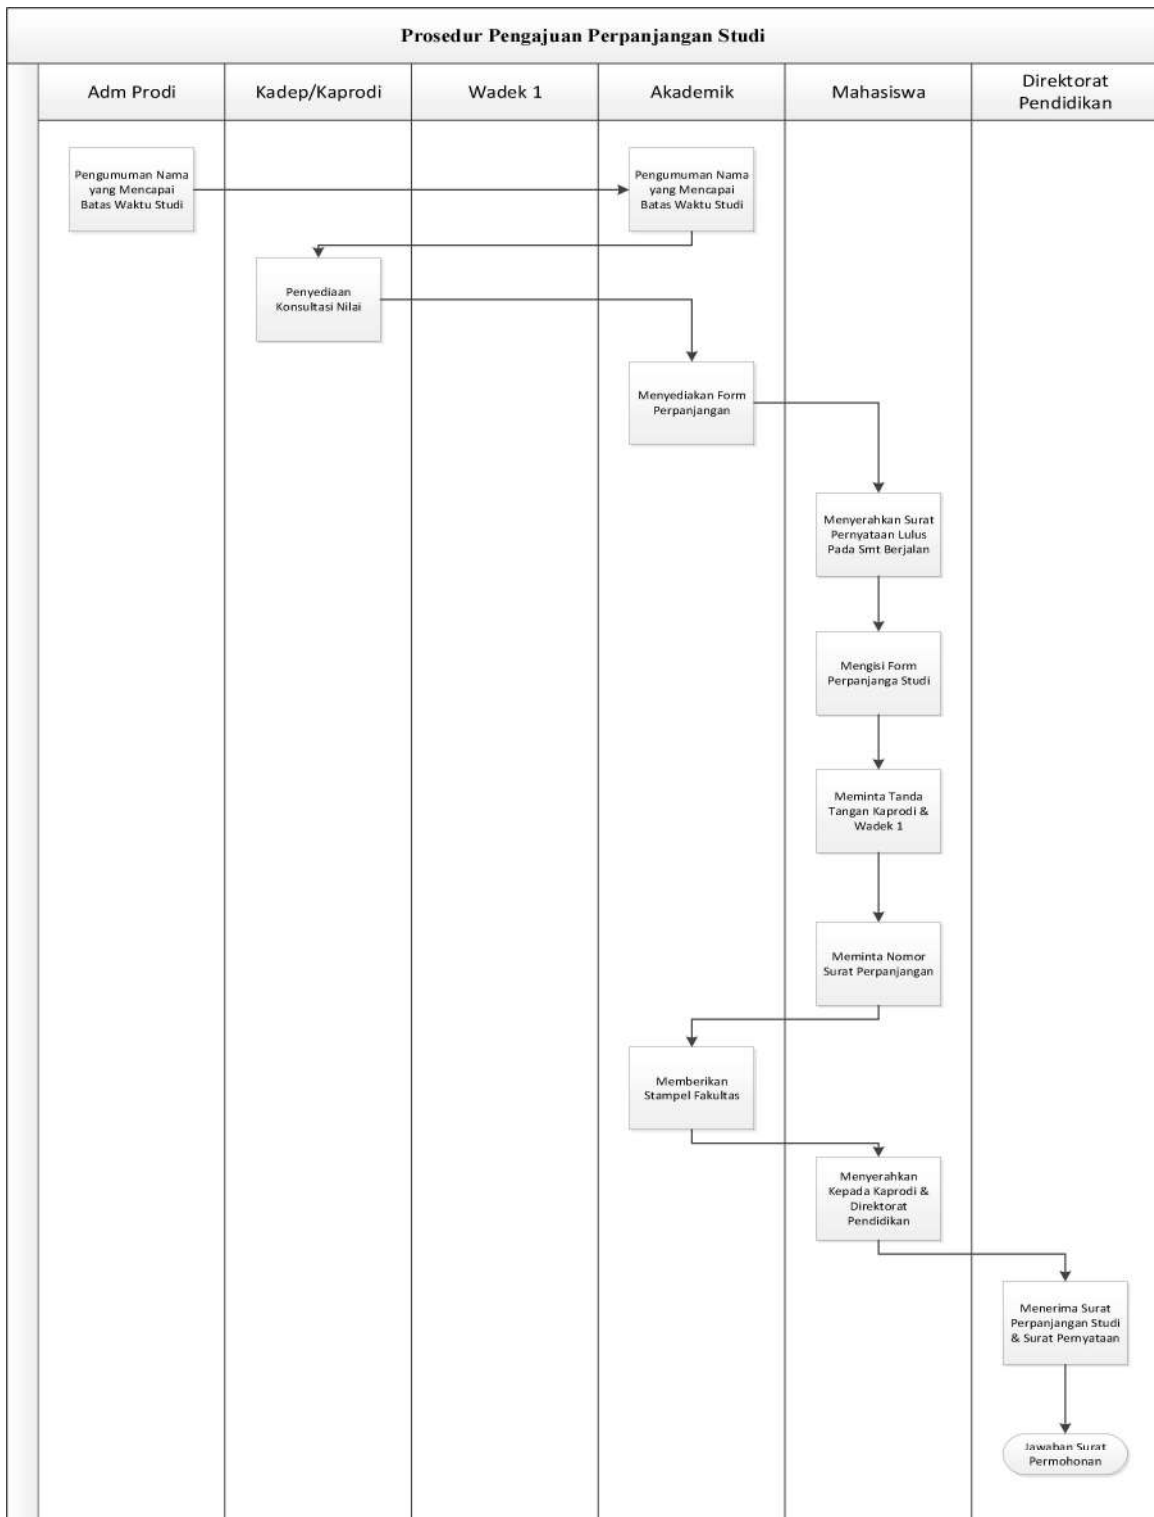 Prosedur Pengajuan Perpanjangan Studi
Adm Prodi
Kadep/Kaprodi
Wadek 1
Akademik
Mahasiswa
Direktorat
Pendidikan
Pengumuman Nama
yang Mencapai
Batas Waktu Studi
Pengumuman Nama
yang Mencapai
Batas Waktu Studi
Penyediaan
Konsultasi Nilai
Menyediakan Form
Perpanjangan
Menyerahkan Surat
Pernyataan Lulus
Pada Smt Berjalan
Mengisi Form
Perpanjanga Studi
Meminta Tanda
Tangan Kaprodi &
Wadek 1
Meminta Nomor
Surat Perpanjangan
Memberikan
Stampel Fakultas
Menyerahkan
Kepada Kaprodi &
Direktorat
Pendidikan
Menerima Surat
Perpanjangan Studi
& Surat Pernyataan
Jawaban Surat
Permohonan